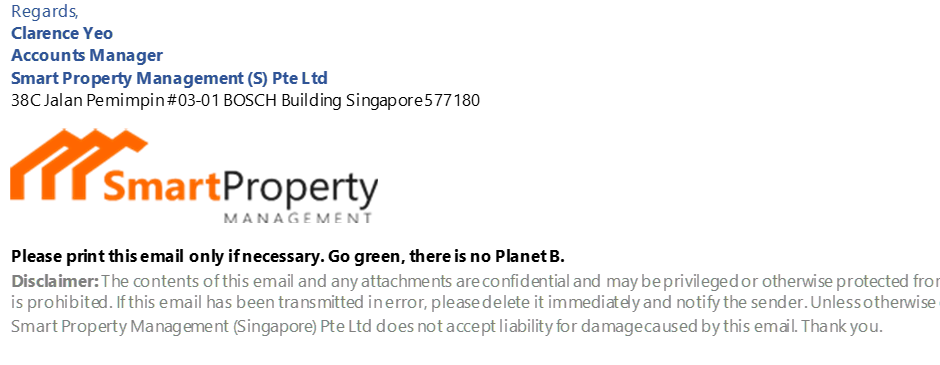 Regards,
Clarence Yeo
Accounts Manager
Smart Property Management (S) Pte Ltd
38C Jalan Pemimpin #03-01 BOSCH Building Singapore 577180
SmartProperty
MANAGEMENT
Please print this email only if necessary. Go green, there is no Planet B.
Disclaimer: The contents of this email and any attachments are confidential and may be privileged or otherwise protected from
is prohibited. If this email has been transmitted in error, please delete it immediately and notify the sender. Unless otherwise
Smart Property Management (Singapore) Pte Ltd does not accept liability for damage caused by this email. Thank you.